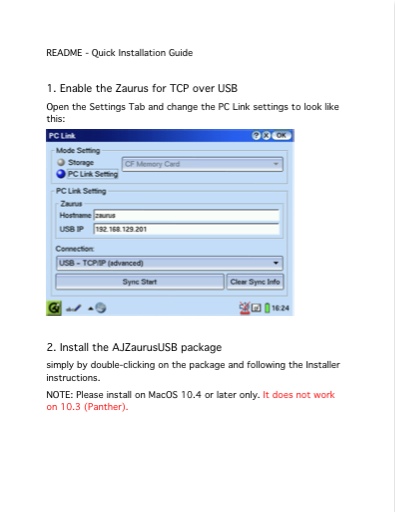 README - Quick Installation Guide
1. Enable the Zaurus for TCP over USB
Open the Settings Tab and change the PC Link settings to look like
this:
PC Link
? X OK
Mode Setting
Storage
CF Memory Card
PC Link Setting
PC Link Setting
Zaurus
Hostname zaurus
USB IP 192.168.129.201
Connection:
USB - TCP/IP (advanced)
Sync Start
Clear Sync Info
16:24
2. Install the AJZaurusUSB package
simply by double-clicking on the package and following the Installer
instructions.
NOTE: Please install on MacOS 10.4 or later only. It does not work
on 10.3 (Panther).